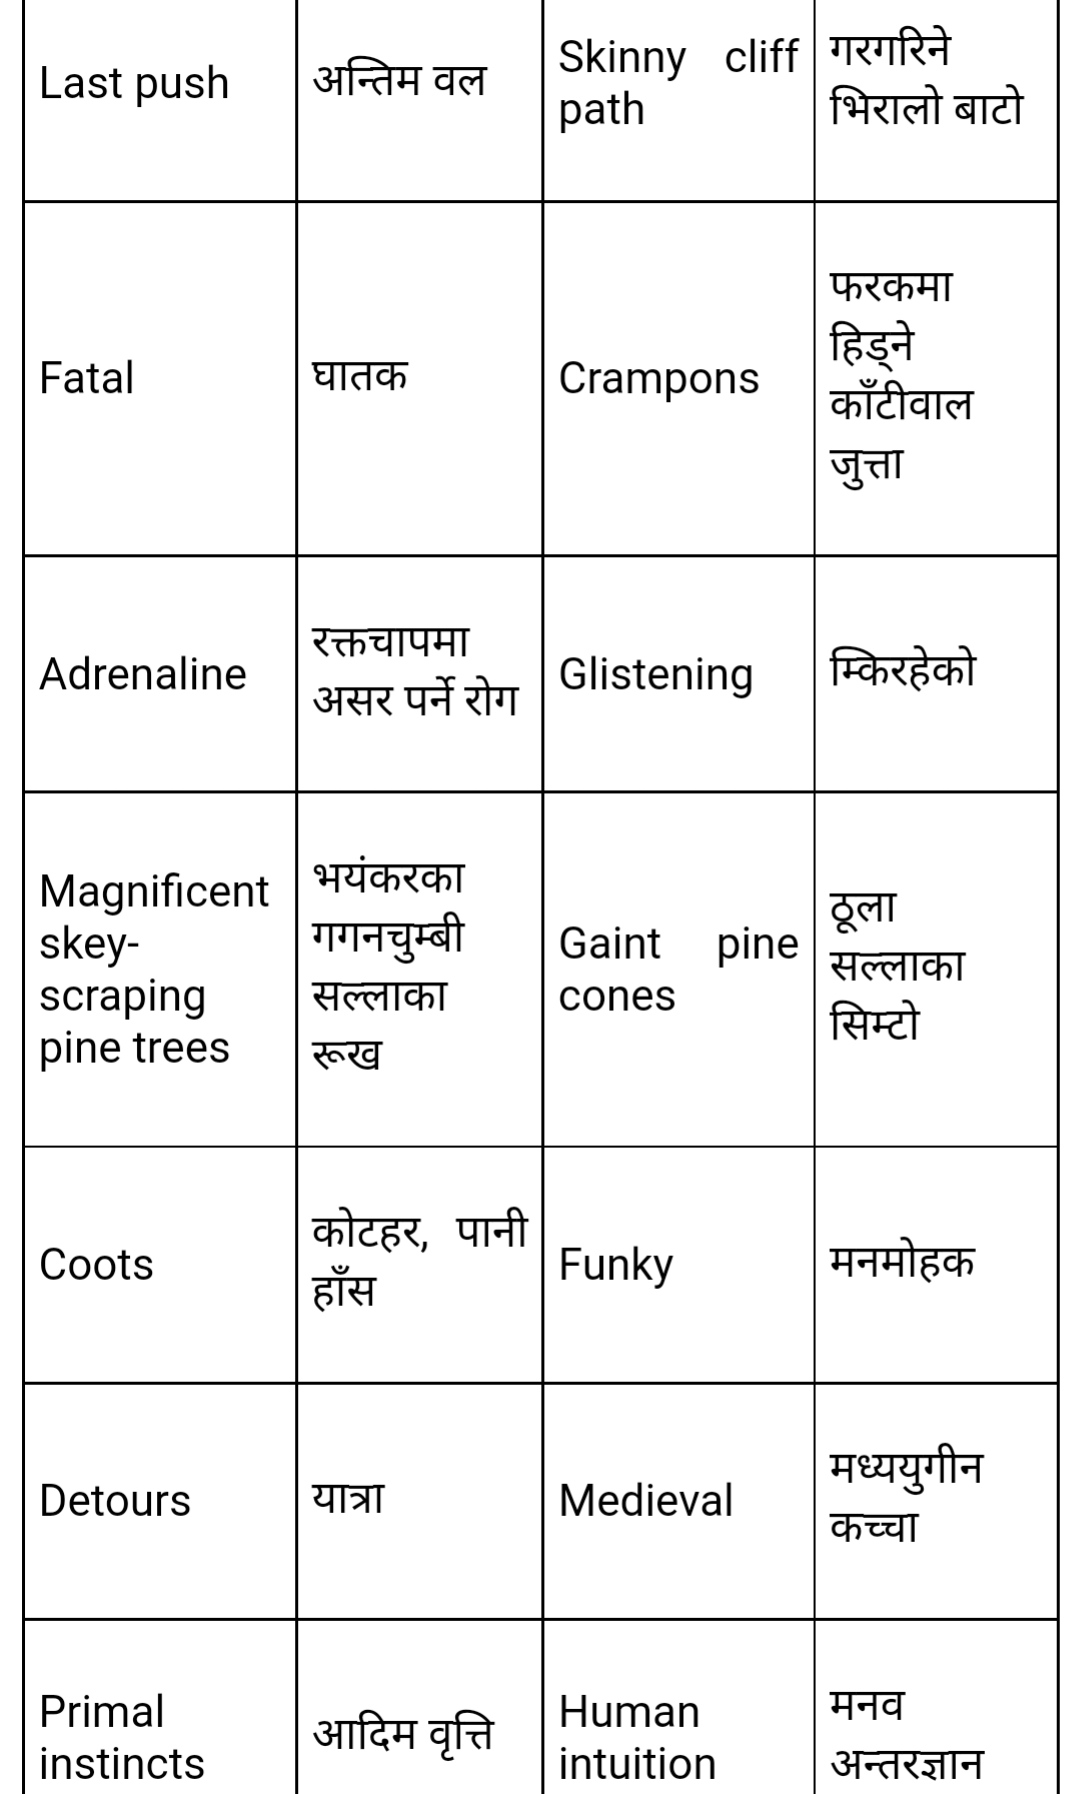 Last push
अन्तिम वल
Skinny cliff
path
गरगरिने
भिरालो बाटो
Fatal
घातक
Crampons
फरकमा
हिड्ने
काँटीवाल
जुत्ता
Adrenaline
रक्तचापमा
असर पर्ने रोग
Glistening
म्किरहेको
Magnificent
skey-
scraping
pine trees
भयंकरका
गगनचुम्बी
सल्लाका
रूख
Gaint pine
cones
ठूला
सल्लाका
सिम्टो
Coots
कोटहर, पानी
हाँस
Funky
मनमोहक
Detours
यात्रा
Medieval
मध्ययुगीन
कच्चा
Primal
instincts
आदिम वृत्ति
Human
intuition
मनव
अन्तरज्ञान